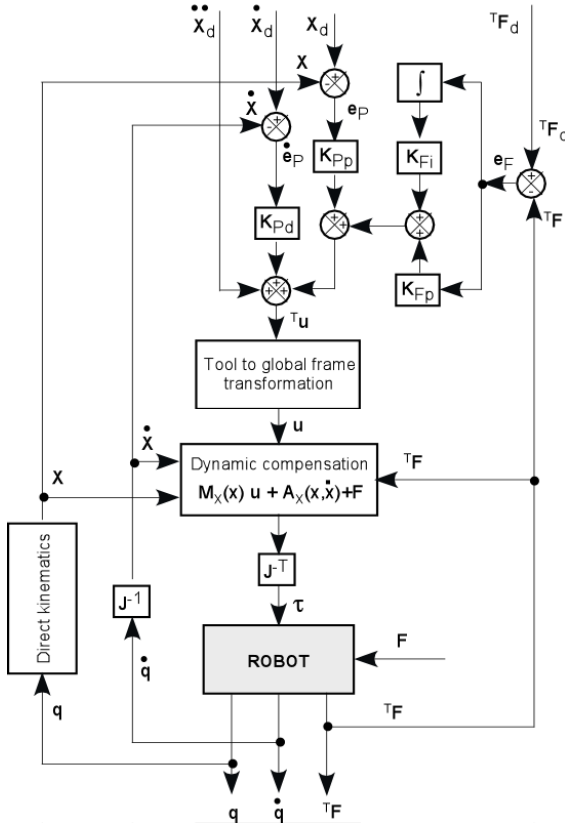 Ẍd Ẋd Xd ᵀFd
X
-
+
ᵀFd
∫
Ẋ
-
+
eP
eF
+
-
ėP
KPp
KFi
ᵀF
KPd
+
+
+
+
+
+
+
KFp
ᵀu
Tool to global frame
transformation
u
Ẋ
X
Dynamic compensation
Mx(x) u + Ax(x,ẋ)+F
ᵀF
Direct kinematics
J-1
J-T
τ
ROBOT
F
q̇
q
ᵀF
q q̇ ᵀF